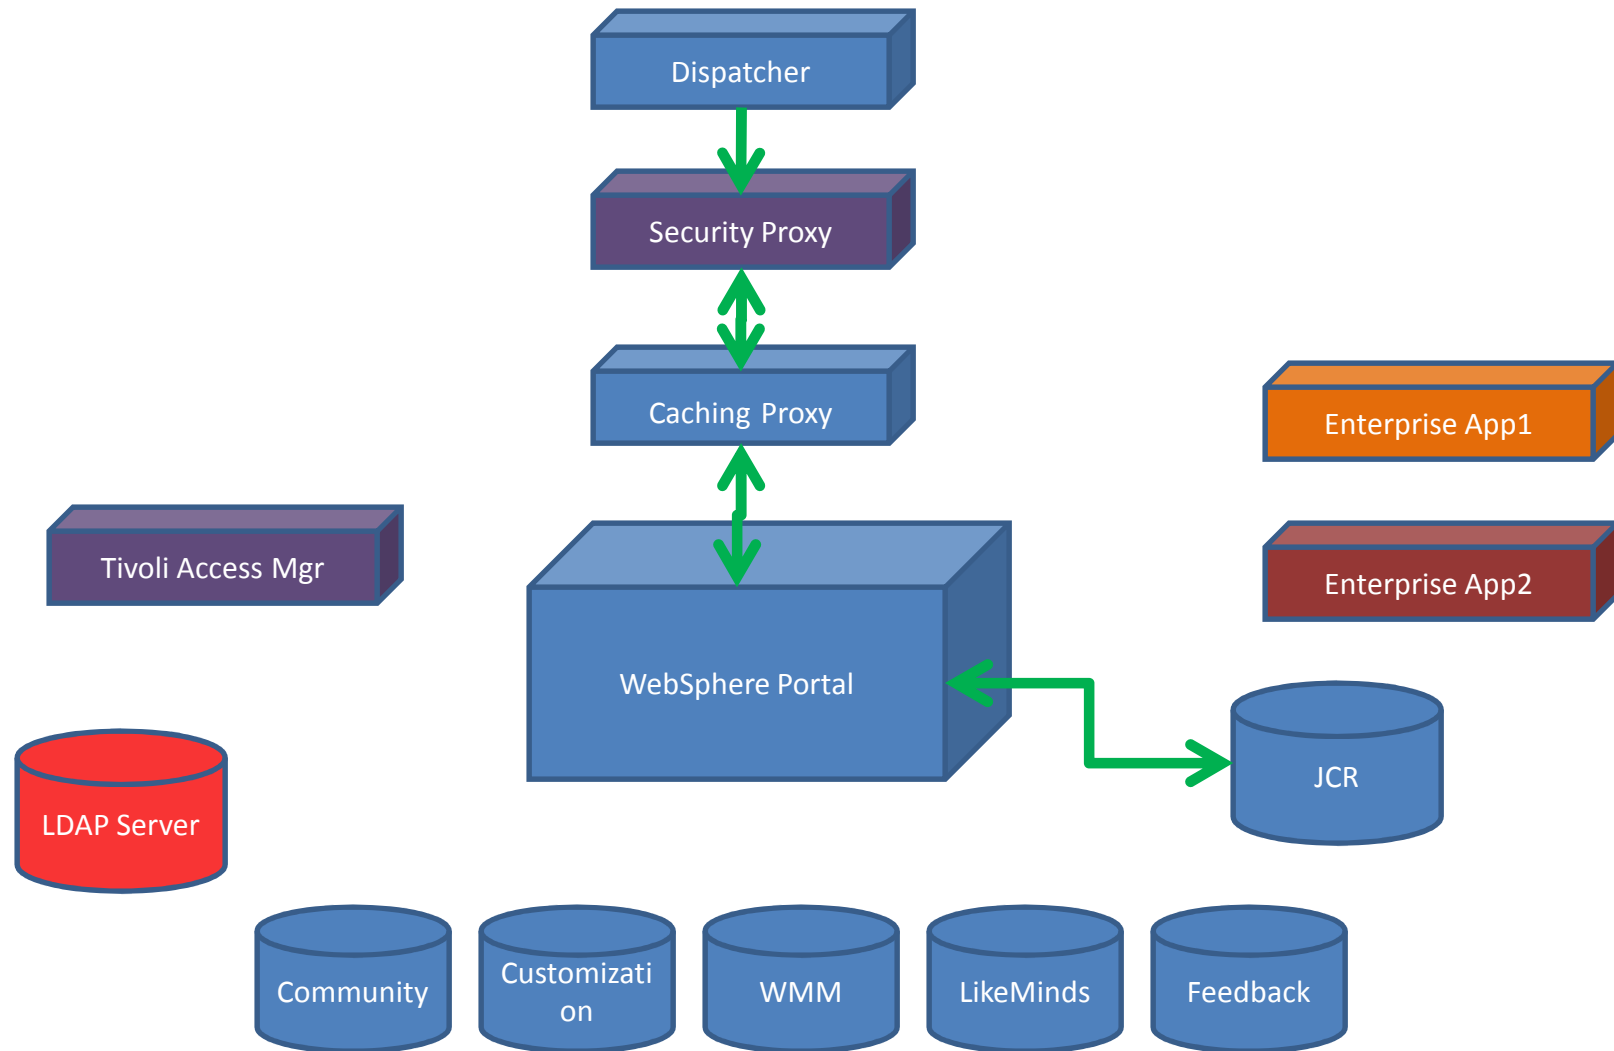 Dispatcher
Security Proxy
Caching Proxy
Enterprise App1
Tivoli Access Mgr
Enterprise App2
WebSphere Portal
JCR
LDAP Server
Community
Customizati
on
WMM
LikeMinds
Feedback